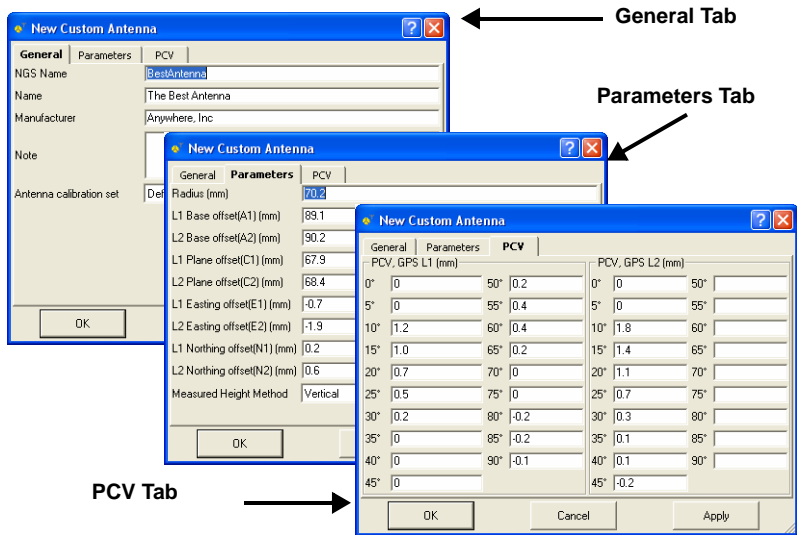 General Tab
New Custom Antenna
General Parameters PCV
NGS Name BestAntenna
Name The Best Antenna
Manufacturer Anywhere, Inc
Note
Antenna calibration set Def
OK
Parameters Tab
New Custom Antenna
General Parameters PCV
Radius (mm) 70.2
L1 Base offset(A1) (mm) 89.1
L2 Base offset(A2) (mm) 90.2
L1 Plane offset(C1) (mm) 67.9
L2 Plane offset(C2) (mm) 68.4
L1 Easting offset(E1) (mm) -0.7
L2 Easting offset(E2) (mm) -1.9
L1 Northing offset(N1) (mm) 0.2
L2 Northing offset(N2) (mm) 0.6
Measured Height Method Vertical
OK
PCV Tab
New Custom Antenna
General Parameters PCV
PCV, GPS L1 (mm) PCV, GPS L2 (mm)
0° 0 50° 0.2 0° 0 50°
5° 0 55° 0.4 5° 0 55°
10° 1.2 60° 0.4 10° 1.8 60°
15° 1.0 65° 0.2 15° 1.4 65°
20° 0.7 70° 0 20° 1.1 70°
25° 0.5 75° 0 25° 0.7 75°
30° 0.2 80° -0.2 30° 0.3 80°
35° 0 85° -0.2 35° 0.1 85°
40° 0 90° -0.1 40° 0.1 90°
45° 0 45° -0.2
OK Cancel Apply